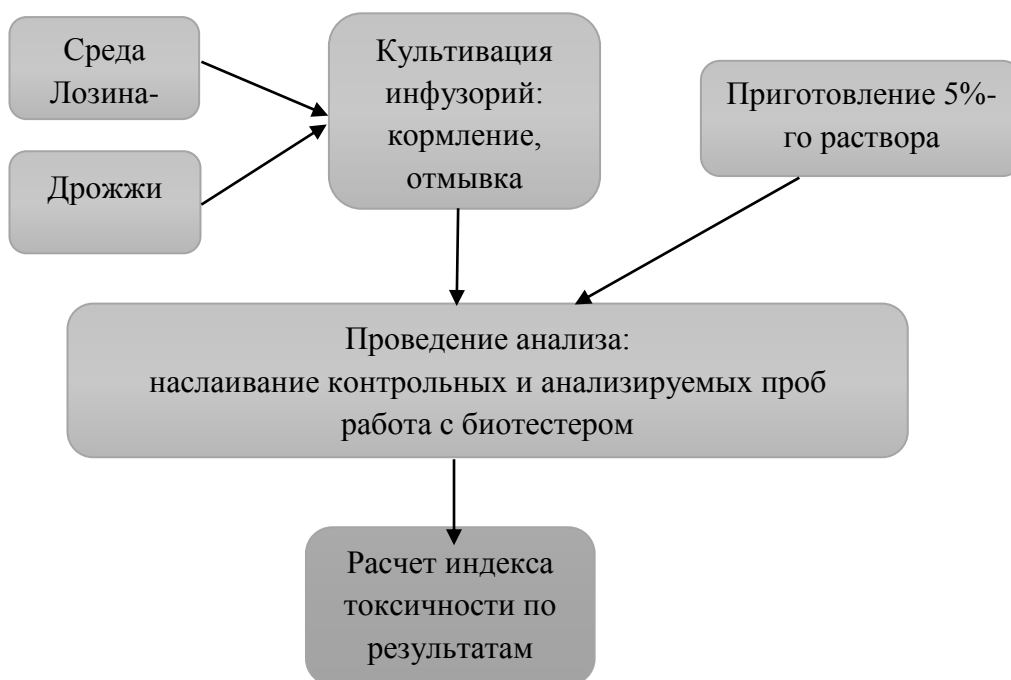 Среда
Лозина-
Дрожжи
Культивация
инфузорий:
кормление,
отмывка
Приготовление 5%-
го раствора
Проведение анализа:
наслаивание контрольных и анализируемых проб
работа с биотестером
Расчет индекса
токсичности по
результатам